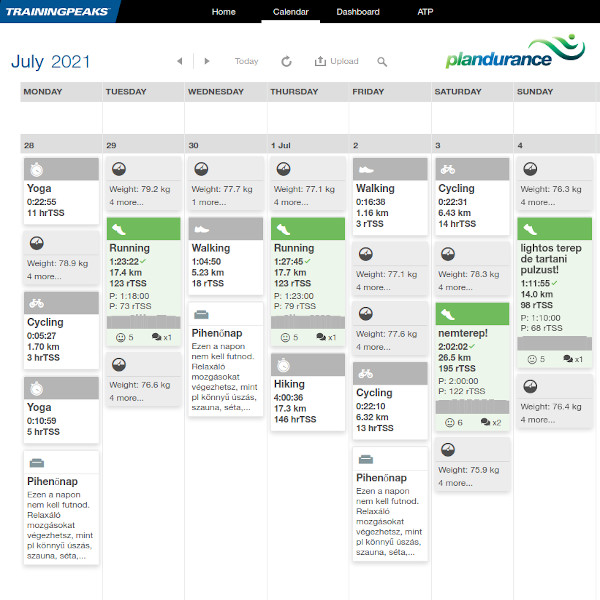 TRAININGPEAKS
Home
Calendar
Dashboard
ATP
July 2021
Today
Upload
plandurance
MONDAY
TUESDAY
WEDNESDAY
THURSDAY
FRIDAY
SATURDAY
SUNDAY
28
29
30
1 Jul
2
3
4
Yoga
0:22:55
11 hrTSS
Weight: 78.9 kg
4 more...
Cycling
0:05:27
1.70 km
3 hrTSS
Yoga
0:10:59
5 hrTSS
Pihenőnap
Ezen a napon
nem kell futnod.
Relaxáló
mozgásokat
végezhetsz, mint
pl könnyű úszás,
szauna, séta,...
Weight: 79.2 kg
4 more...
Running
1:23:22
17.4 km
123 rTSS
P: 1:18:00
P: 73 rTSS
5
x1
Weight: 76.6 kg
4 more...
Weight: 77.7 kg
1 more...
Walking
1:04:50
5.23 km
18 rTSS
Pihenőnap
Ezen a napon
nem kell futnod.
Relaxáló
mozgásokat
végezhetsz, mint
pl könnyű úszás,
szauna, séta,...
Weight: 77.1 kg
4 more...
Running
1:27:45
17.7 km
123 rTSS
P: 1:23:00
P: 79 rTSS
5
x1
Hiking
4:00:36
17.3 km
146 hrTSS
Walking
0:16:38
1.16 km
3 rTSS
Weight: 77.1 kg
4 more...
Weight: 77.6 kg
4 more...
Cycling
0:22:10
6.32 km
13 hrTSS
Pihenőnap
Ezen a napon
nem kell futnod.
Relaxáló
mozgásokat
végezhetsz, mint
pl könnyű úszás,
szauna, séta,...
Cycling
0:22:31
6.43 km
14 hrTSS
Weight: 78.3 kg
4 more...
nemterep!
2:02:02
26.5 km
195 rTSS
P: 2:00:00
P: 122 rTSS
6
x2
Weight: 75.9 kg
4 more...
Weight: 76.3 kg
4 more...
lightos terep
de tartani
pulzust!
1:11:55
14.0 km
98 rTSS
P: 1:10:00
P: 68 rTSS
5
x1
Weight: 76.4 kg
4 more...